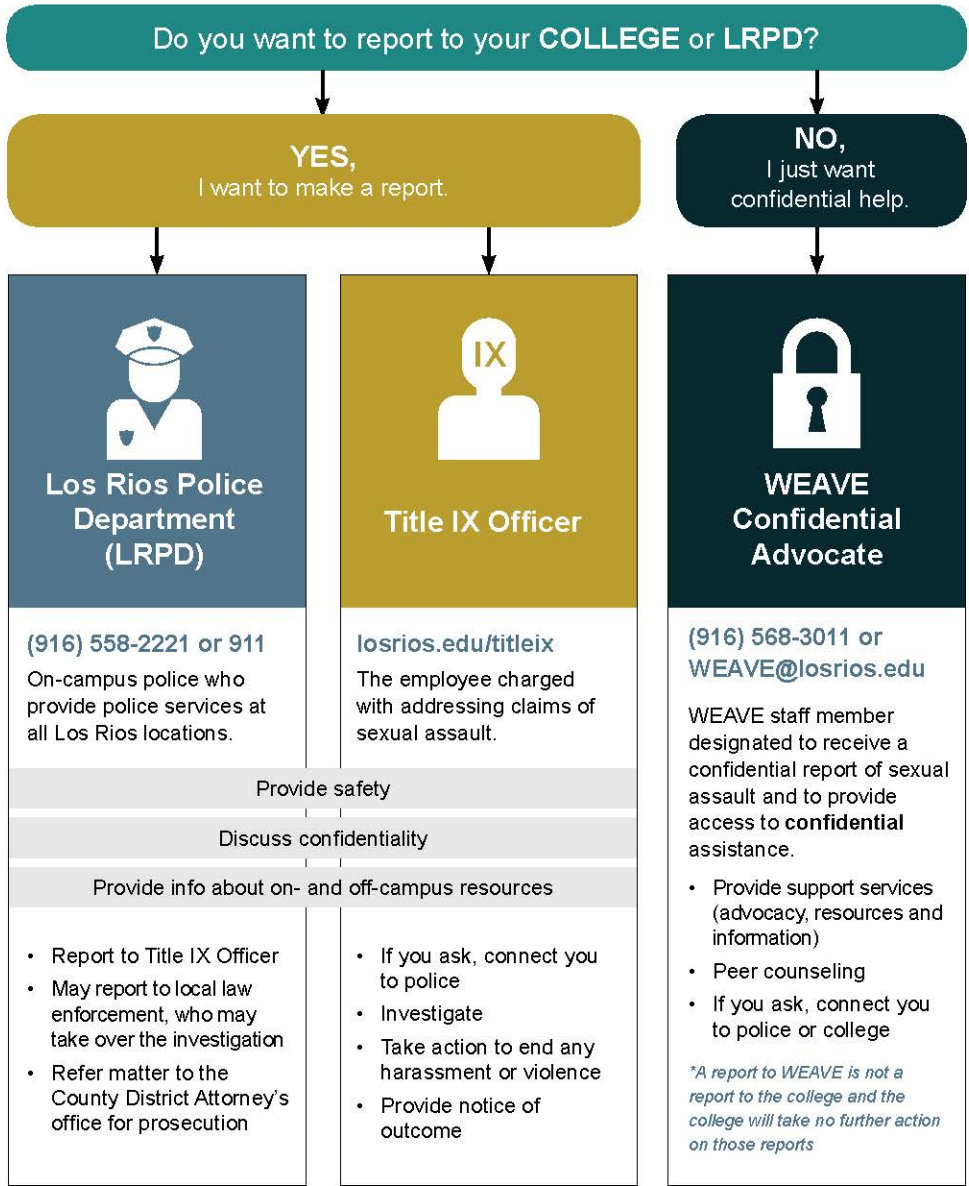 Do you want to report to your COLLEGE or LRPD?
YES,
I want to make a report.
NO,
I just want
confidential help.
Los Rios Police
Department
(LRPD)
(916) 558-2221 or 911
On-campus police who
provide police services at
all Los Rios locations.
IX
Title IX Officer
losrios.edu/titleix
The employee charged
with addressing claims of
sexual assault.
Provide safety
Discuss confidentiality
Provide info about on- and off-campus resources
• Report to Title IX Officer
• May report to local law
enforcement, who may
take over the investigation
• Refer matter to the
County District Attorney's
office for prosecution
• If you ask, connect you
to police
• Investigate
• Take action to end any
harassment or violence
• Provide notice of
outcome
WEAVE
Confidential
Advocate
(916) 568-3011 or
WEAVE@losrios.edu
WEAVE staff member
designated to receive a
confidential report of sexual
assault and to provide
access to confidential
assistance.
• Provide support services
(advocacy, resources and
information)
• Peer counseling
• If you ask, connect you
to police or college
*A report to WEAVE is not a
report to the college and the
college will take no further action
on those reports